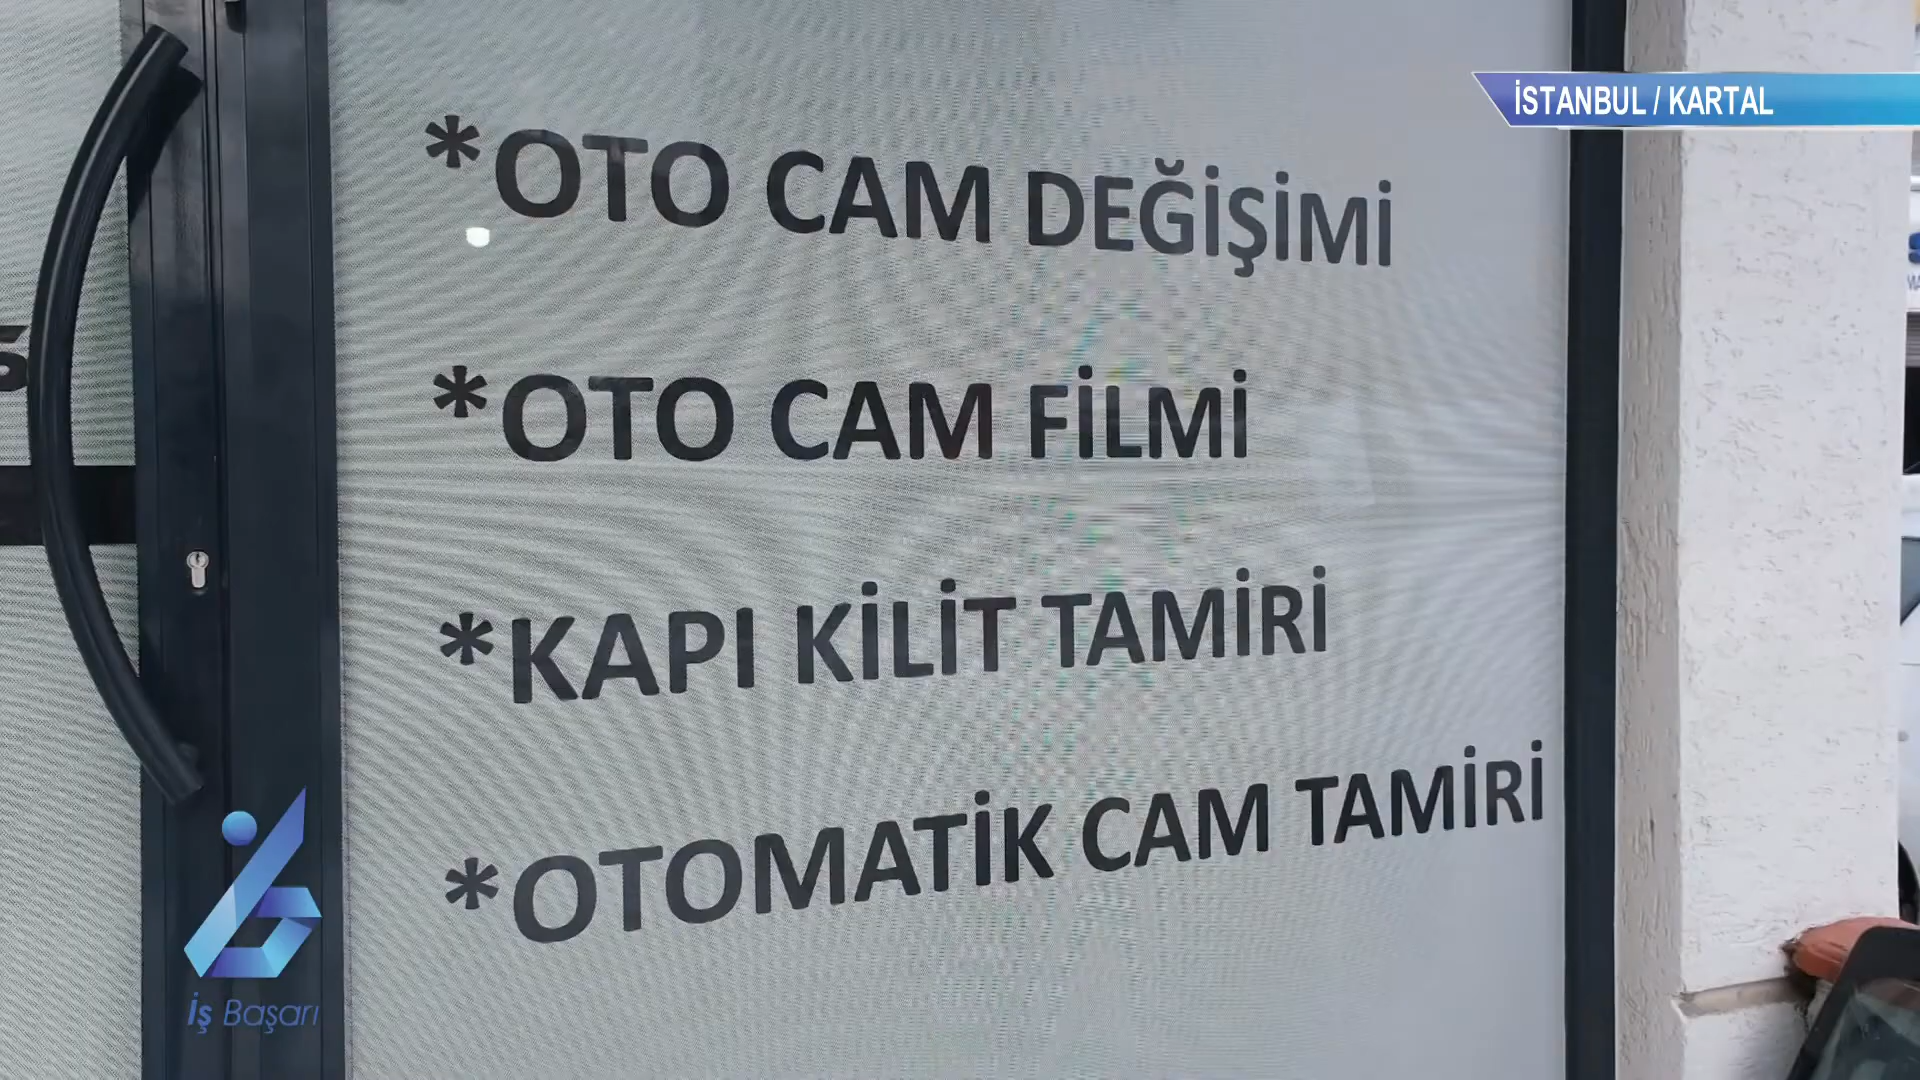 İSTANBUL / KARTAL
*OTO CAM DEĞİŞİMİ
*OTO CAM FİLMİ
*KAPI KİLİT TAMİRİ
*OTOMATİK CAM TAMİRİ
İş Başarı